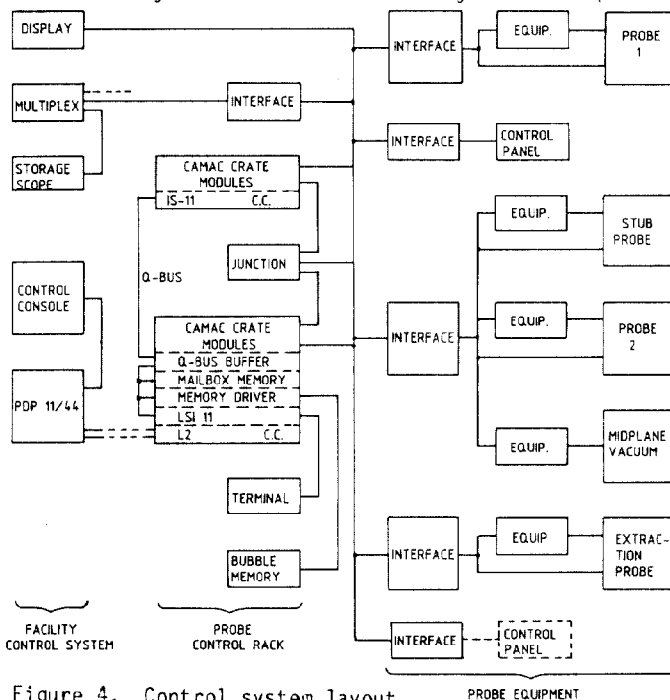 DISPLAY
MULTIPLEX
STORAGE
SCOPE
CONTROL
CONSOLE
PDP 11/44
FACILITY
CONTROL SYSTEM
INTERFACE
CAMAC CRATE
MODULES
IS-11 C.C.
Q-BUS
JUNCTION
CAMAC CRATE
MODULES
Q-BUS BUFFER
MAILBOX MEMORY
MEMORY DRIVER
LSI 11
L2 C.C.
TERMINAL
BUBBLE
MEMORY
PROBE
CONTROL RACK
INTERFACE
EQUIP.
PROBE
1
INTERFACE
CONTROL
PANEL
INTERFACE
EQUIP.
STUB
PROBE
EQUIP.
PROBE
2
EQUIP.
MIDPLANE
VACUUM
INTERFACE
EQUIP
EXTRAC-
TION
PROBE
INTERFACE
CONTROL
PANEL
PROBE EQUIPMENT
Figure 4. Control system layout